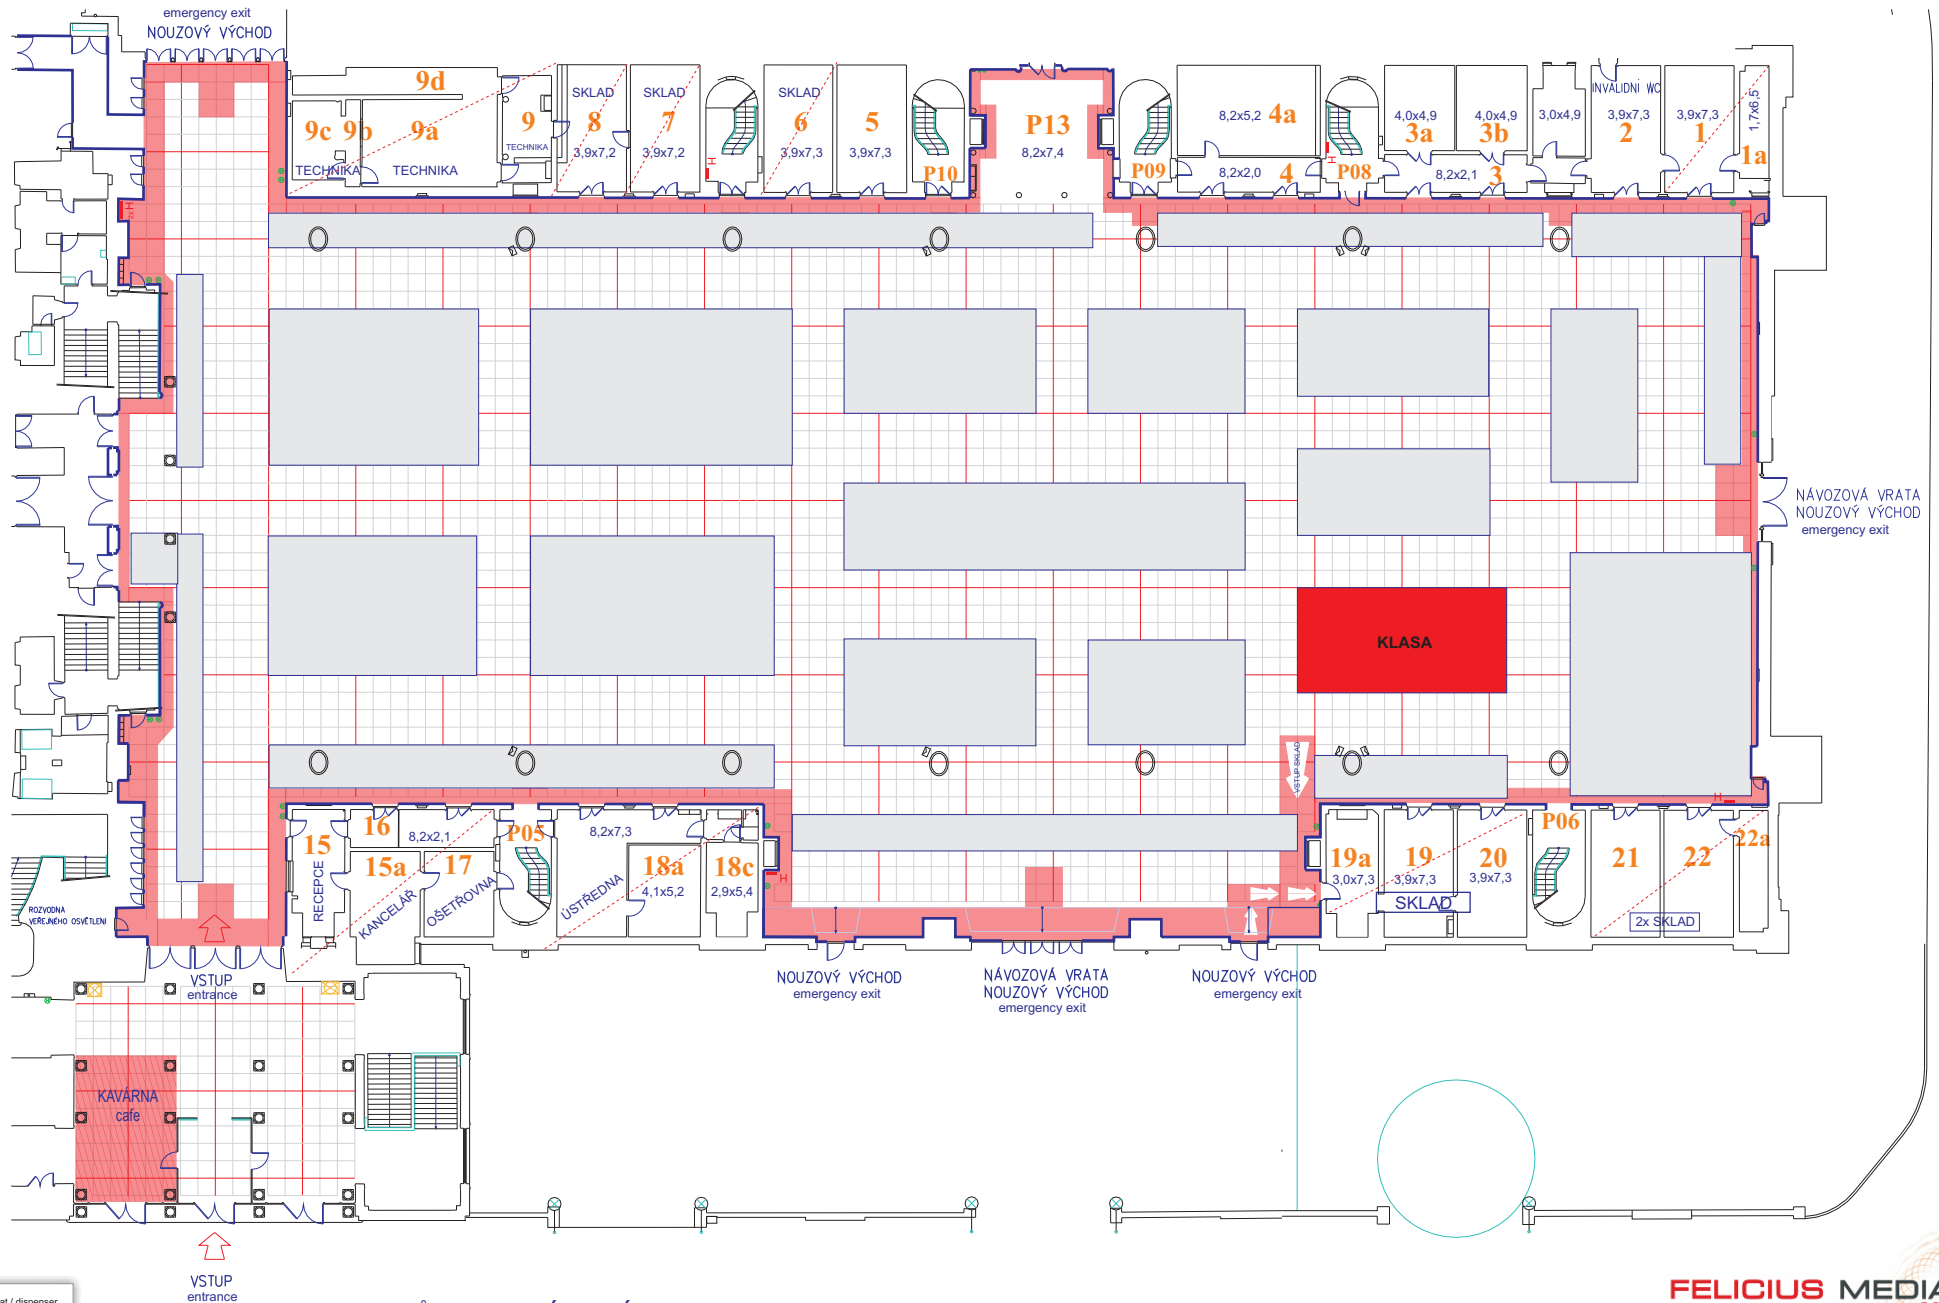 emergency exit
NOUZOVÝ VÝCHOD
9d
9c
9b
9a
9
TECHNIKA
TECHNIKA
TECHNIKA
SKLAD
8
3,9x7,2
SKLAD
7
3,9x7,2
H
SKLAD
6
3,9x7,3
5
3,9x7,3
P10
P13
8,2x7,4
P09
8,2x5,2
4a
8,2x2,0
4
H
P08
4,0x4,9
3a
4,0x4,9
3b
8,2x2,1
3
3,0x4,9
INVALIDNÍ WC
3,9x7,3
2
3,9x7,3
1
1,7x6,5
1a
H
NÁVOZOVÁ VRATA
NOUZOVÝ VÝCHOD
emergency exit
KLASA
VSTUP SKLAD
H
15
RECEPCE
16
8,2x2,1
15a
KANCELÁŘ
17
OŠETŘOVNA
P05
8,2x7,3
ÚSTŘEDNA
18a
4,1x5,2
18c
2,9x5,4
H
19a
3,0x7,3
19
3,9x7,3
SKLAD
20
3,9x7,3
P06
21
22
2x SKLAD
22a
ROZVODNA
VEŘEJNÉHO OSVĚTLENÍ
VSTUP
entrance
NOUZOVÝ VÝCHOD
emergency exit
NÁVOZOVÁ VRATA
NOUZOVÝ VÝCHOD
emergency exit
NOUZOVÝ VÝCHOD
emergency exit
KAVÁRNA
cafe
VSTUP
entrance
at / dispenser
FELICIUS MEDIA